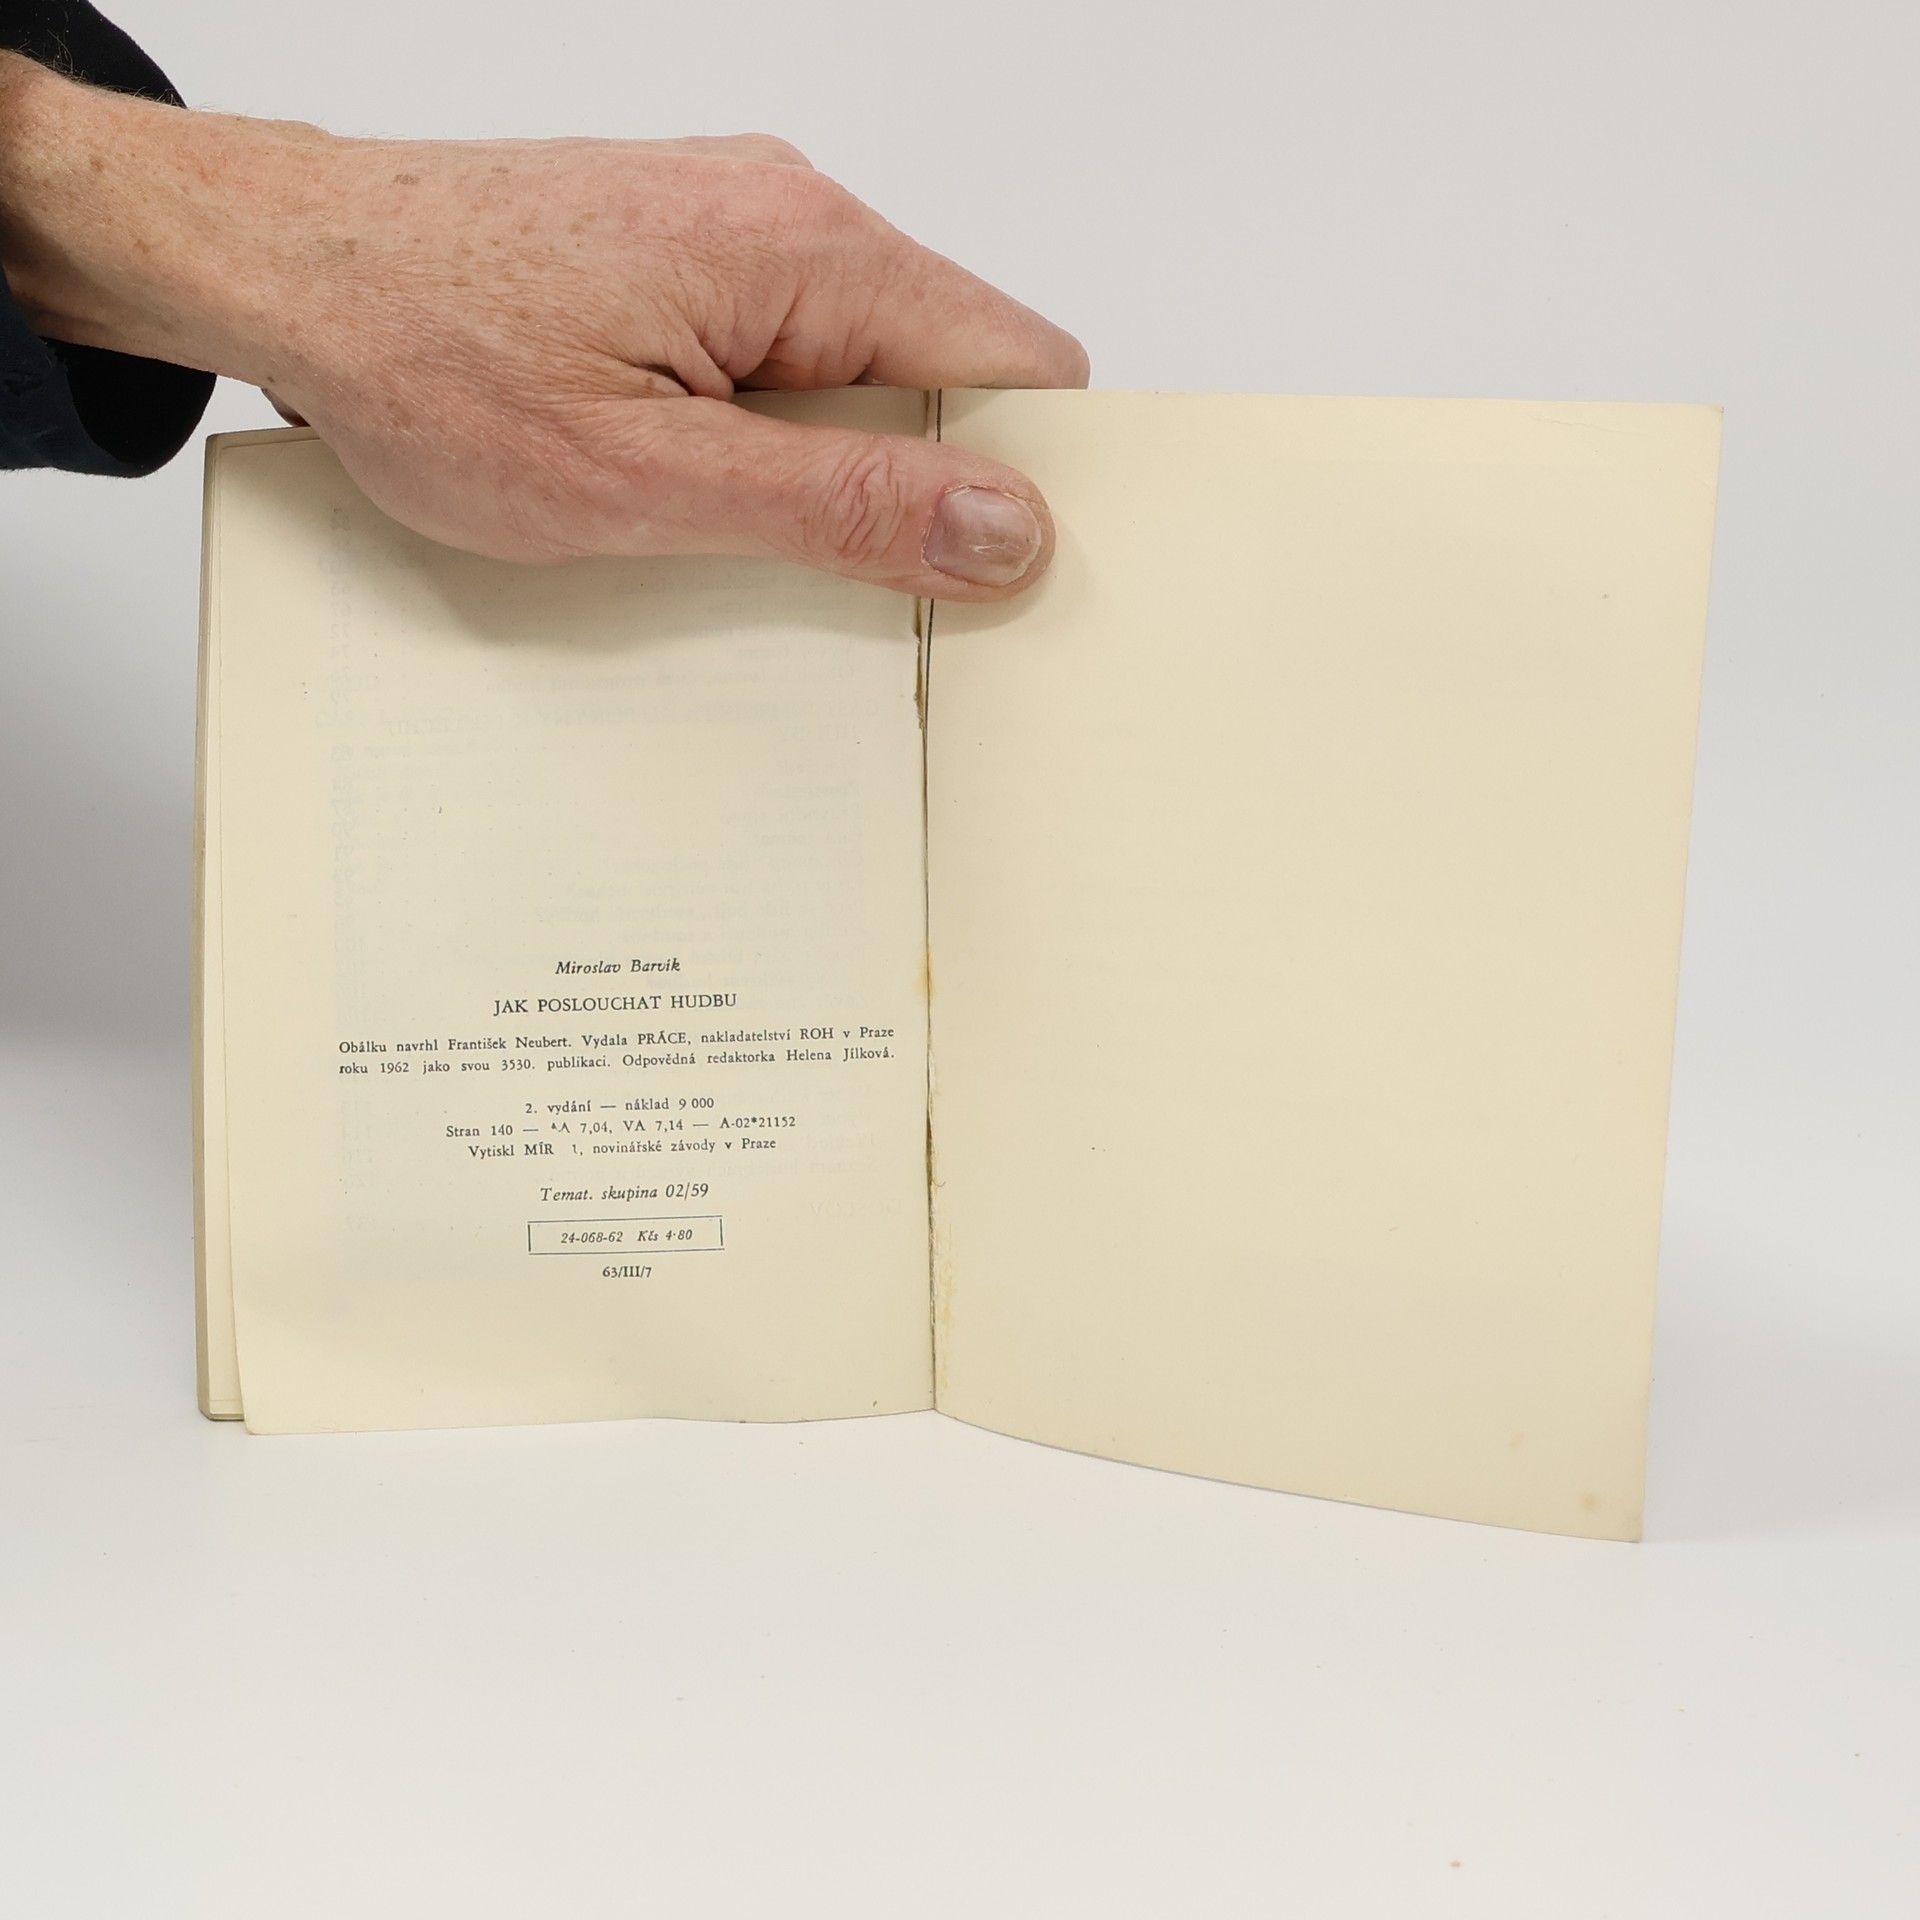 Miroslav Barvík
JAK POSLOUCHAT HUDBU
Obálku navrhl František Neubert. Vydala PRÁCE, nakladatelství ROH v Praze
roku 1962 jako svou 3530. publikaci. Odpovědná redaktorka Helena Jílková.
2. vydání — náklad 9 000
Stran 140 — AA 7,04, VA 7,14 — A-02*21152
Vytiskl MÍR 1, novinářské závody v Praze
Temat. skupina 02/59
24-068-62 Kčs 4·80
63/III/7